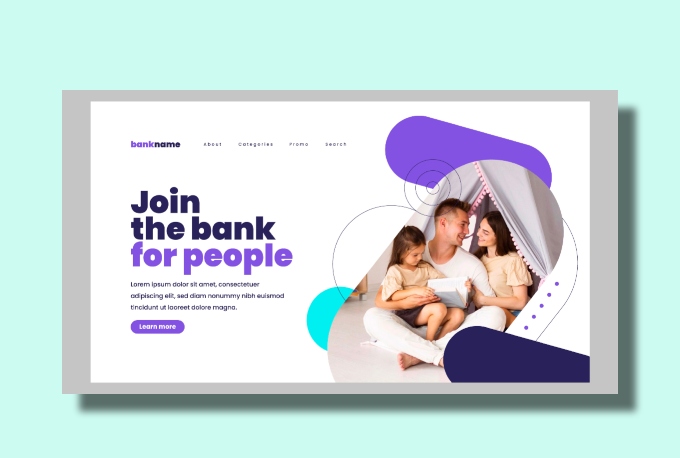 bankname
About Categories Promo Search
Join
the bank
for people
Lorem ipsum dolor sit amet, consectetuer
adipiscing elit, sed diam nonummy nibh euismod
tincidunt ut laoreet dolore magna.
Learn more